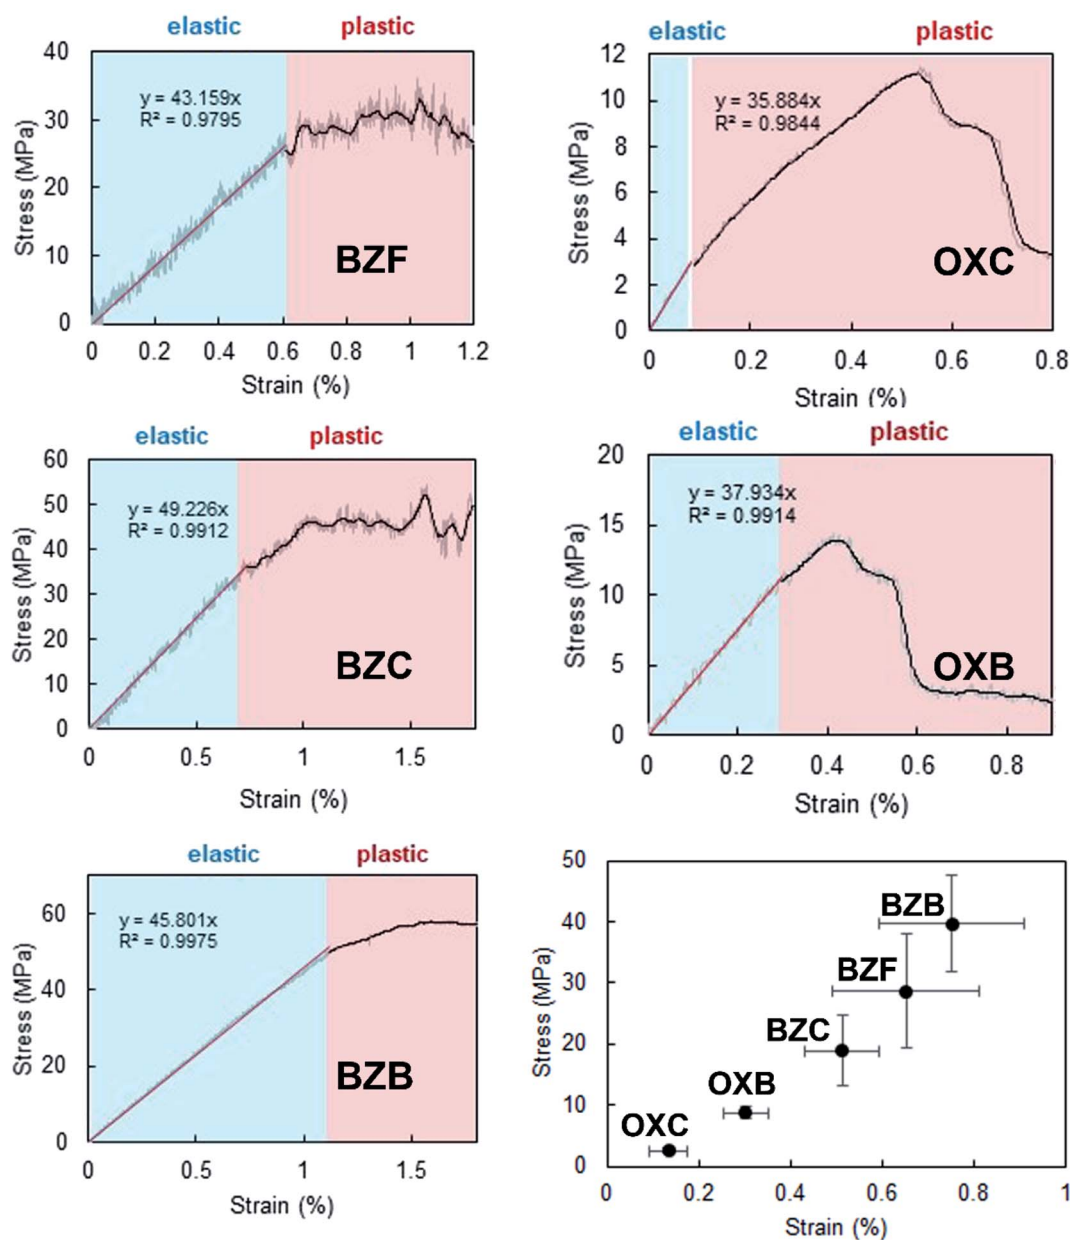 elastic plastic
Stress (MPa)
40
30
20
10
0
y = 43.159x
R² = 0.9795
BZF
0 0.2 0.4 0.6 0.8 1 1.2
Strain (%)
elastic plastic
Stress (MPa)
12
10
8
6
4
2
0
y = 35.884x
R² = 0.9844
OXC
0 0.2 0.4 0.6 0.8
Strain (%)
elastic plastic
Stress (MPa)
60
50
40
30
20
10
0
y = 49.226x
R² = 0.9912
BZC
0 0.5 1 1.5
Strain (%)
elastic plastic
Stress (MPa)
20
15
10
5
0
y = 37.934x
R² = 0.9914
OXB
0 0.2 0.4 0.6 0.8
Strain (%)
elastic plastic
Stress (MPa)
60
40
20
0
y = 45.801x
R² = 0.9975
BZB
0 0.5 1 1.5
Strain (%)
Stress (MPa)
50
40
30
20
10
0
BZB
BZF
BZC
OXB
OXC
0 0.2 0.4 0.6 0.8 1
Strain (%)